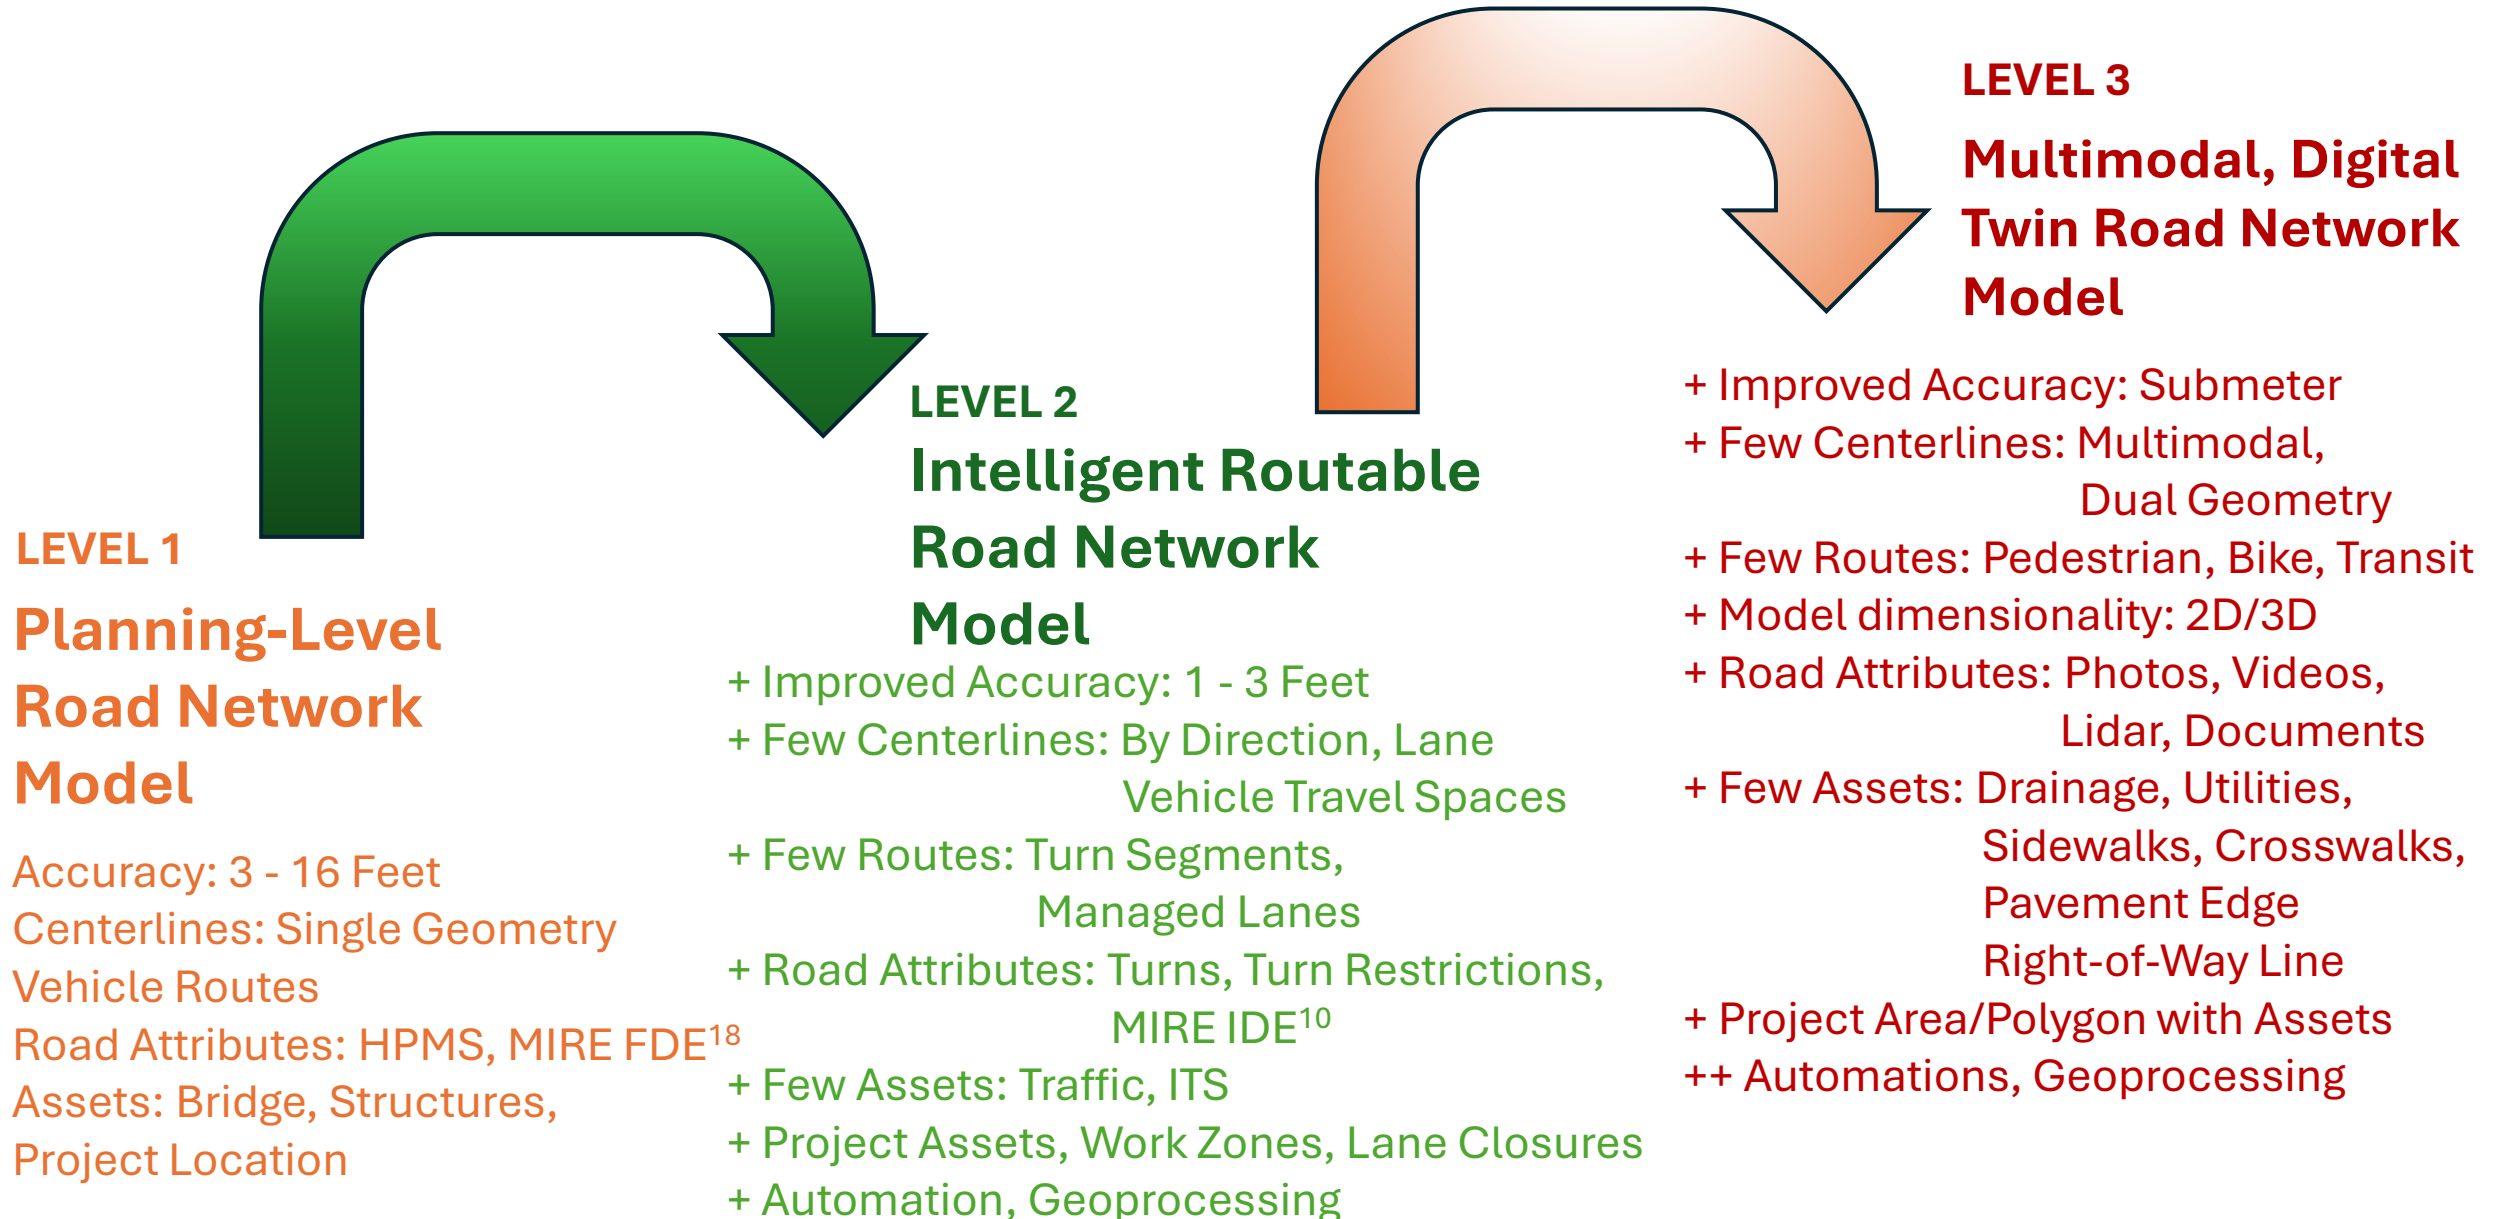 LEVEL 1
Planning-Level
Road Network
Model
Accuracy: 3 - 16 Feet
Centerlines: Single Geometry
Vehicle Routes
Road Attributes: HPMS, MIRE FDE¹⁸
Assets: Bridge, Structures,
Project Location
LEVEL 2
Intelligent Routable
Road Network
Model
+ Improved Accuracy: 1 - 3 Feet
+ Few Centerlines: By Direction, Lane
Vehicle Travel Spaces
+ Few Routes: Turn Segments,
Managed Lanes
+ Road Attributes: Turns, Turn Restrictions,
MIRE IDE¹⁰
+ Few Assets: Traffic, ITS
+ Project Assets, Work Zones, Lane Closures
+ Automation, Geoprocessing
LEVEL 3
Multimodal, Digital
Twin Road Network
Model
+ Improved Accuracy: Submeter
+ Few Centerlines: Multimodal,
Dual Geometry
+ Few Routes: Pedestrian, Bike, Transit
+ Model dimensionality: 2D/3D
+ Road Attributes: Photos, Videos,
Lidar, Documents
+ Few Assets: Drainage, Utilities,
Sidewalks, Crosswalks,
Pavement Edge
Right-of-Way Line
+ Project Area/Polygon with Assets
++ Automations, Geoprocessing